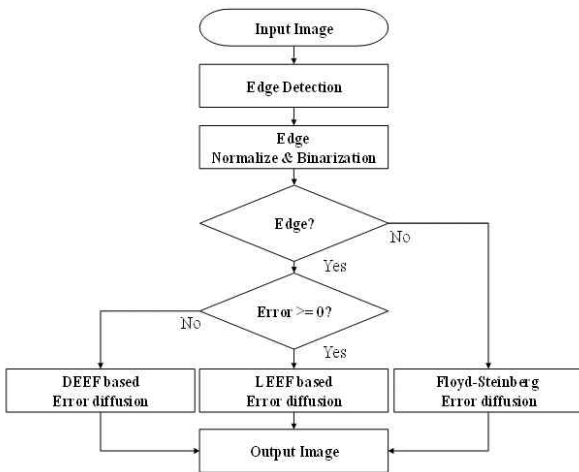 Input Image
Edge Detection
Edge
Normalize & Binarization
Edge?
No
Yes
Error >= 0?
No
Yes
DEEF based
Error diffusion
LEEF based
Error diffusion
Floyd-Steinberg
Error diffusion
Output Image